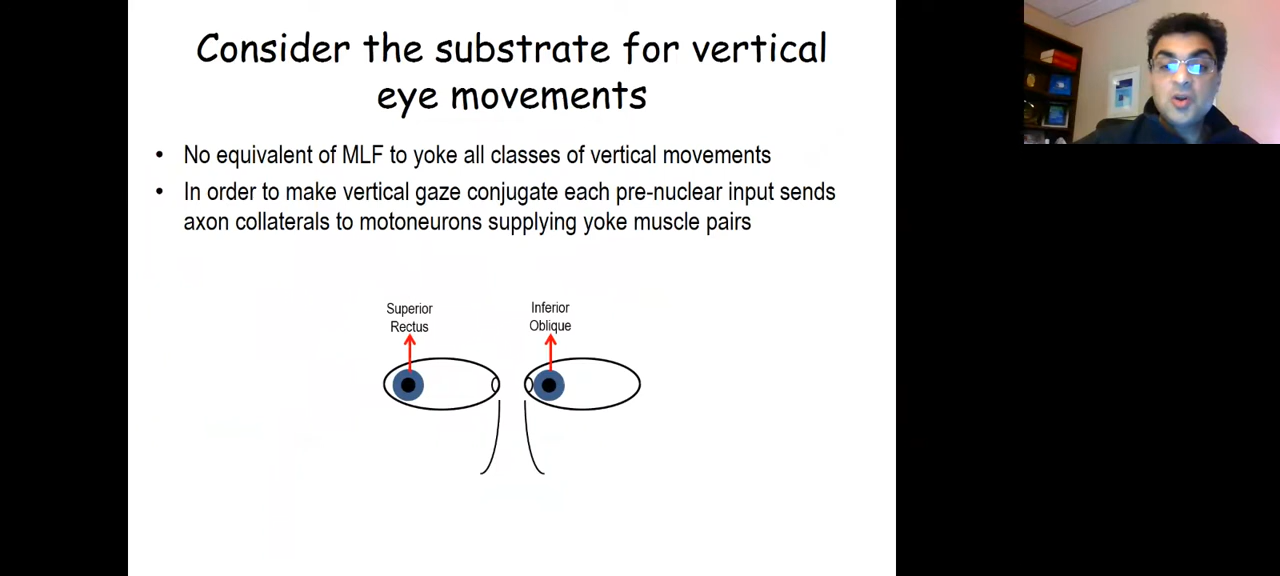 Consider the substrate for vertical
eye movements
• No equivalent of MLF to yoke all classes of vertical movements
• In order to make vertical gaze conjugate each pre-nuclear input sends
axon collaterals to motoneurons supplying yoke muscle pairs
Superior
Rectus
Inferior
Oblique